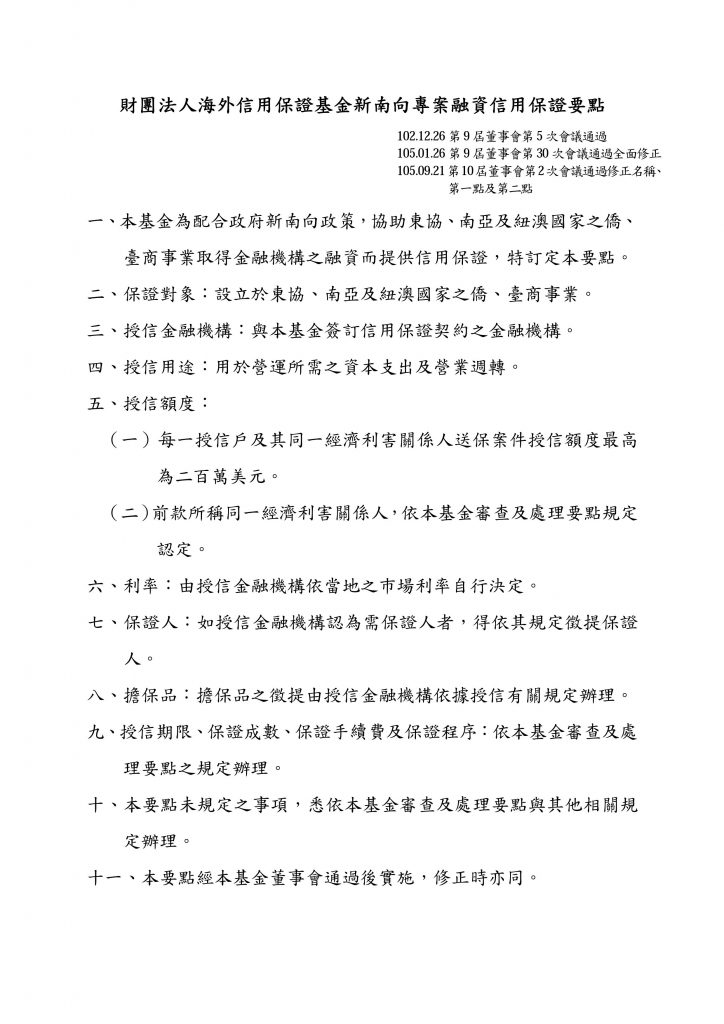 財團法人海外信用保證基金新南向專案融資信用保證要點
102.12.26 第 9 屆董事會第 5 次會議通過
105.01.26 第 9 屆董事會第 30 次會議通過全面修正
105.09.21 第 10 屆董事會第 2 次會議通過修正名稱、
第一點及第二點
一、本基金為配合政府新南向政策，協助東協、南亞及紐澳國家之僑、
臺商事業取得金融機構之融資而提供信用保證，特訂定本要點。
二、保證對象：設立於東協、南亞及紐澳國家之僑、臺商事業。
三、授信金融機構：與本基金簽訂信用保證契約之金融機構。
四、授信用途：用於營運所需之資本支出及營業週轉。
五、授信額度：
（一）每一授信戶及其同一經濟利害關係人送保案件授信額度最高
為二百萬美元。
（二）前款所稱同一經濟利害關係人，依本基金審查及處理要點規定
認定。
六、利率：由授信金融機構依當地之市場利率自行決定。
七、保證人：如授信金融機構認為需保證人者，得依其規定徵提保證
人。
八、擔保品：擔保品之徵提由授信金融機構依據授信有關規定辦理。
九、授信期限、保證成數、保證手續費及保證程序：依本基金審查及處
理要點之規定辦理。
十、本要點未規定之事項，悉依本基金審查及處理要點與其他相關規
定辦理。
十一、本要點經本基金董事會通過後實施，修正時亦同。